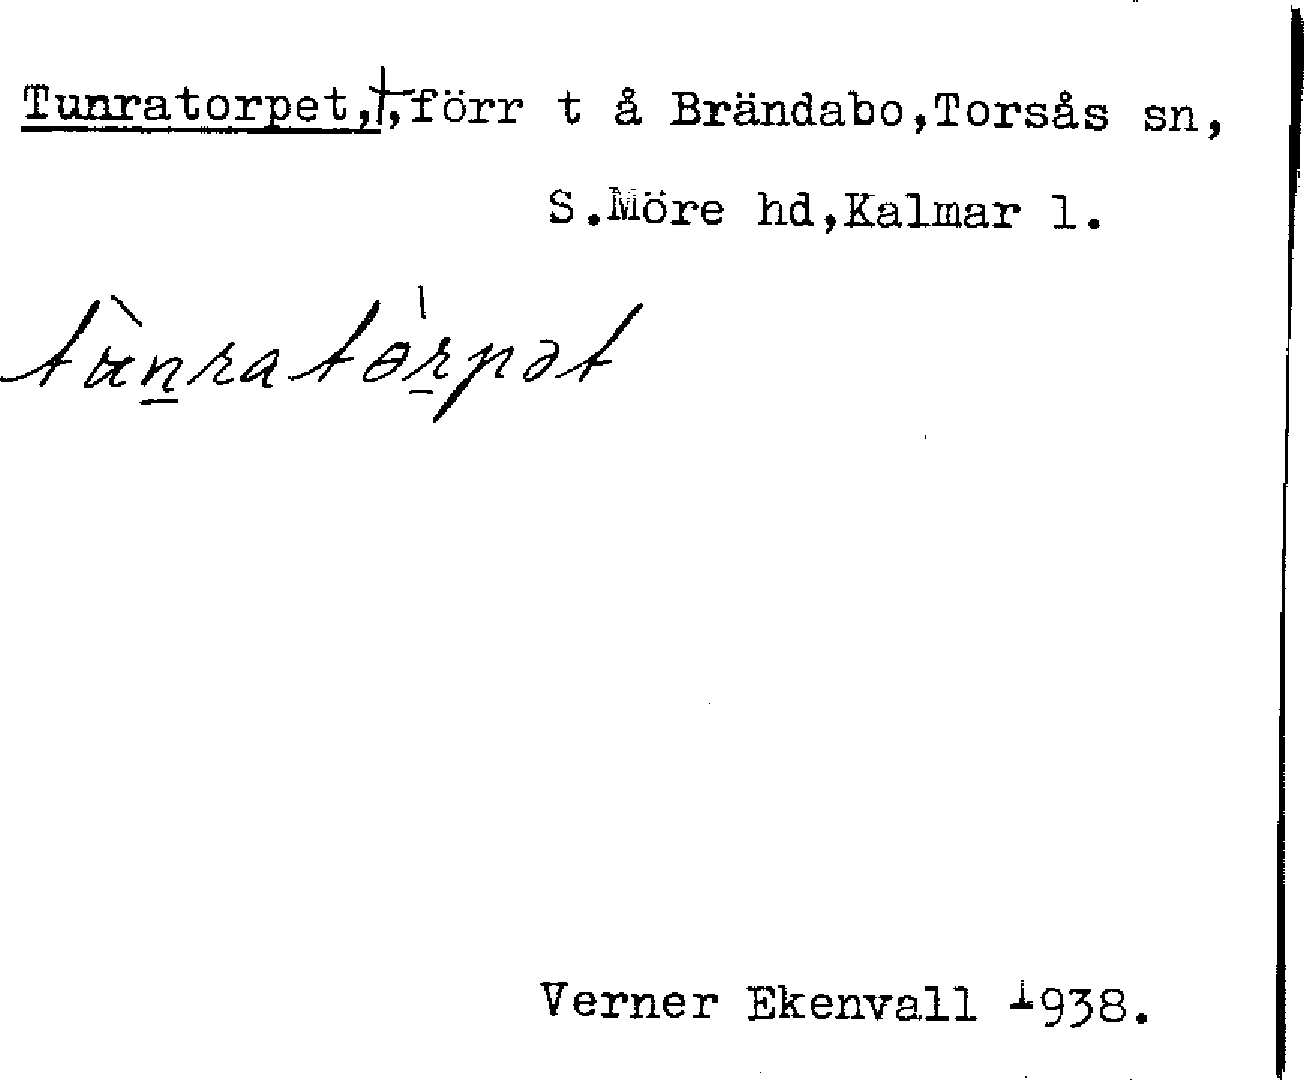 Tunratorpet,†,förr t å Brändabo,Torsås sn,
S.Möre hd,Kalmar l.
Verner Ekenvall 1938.